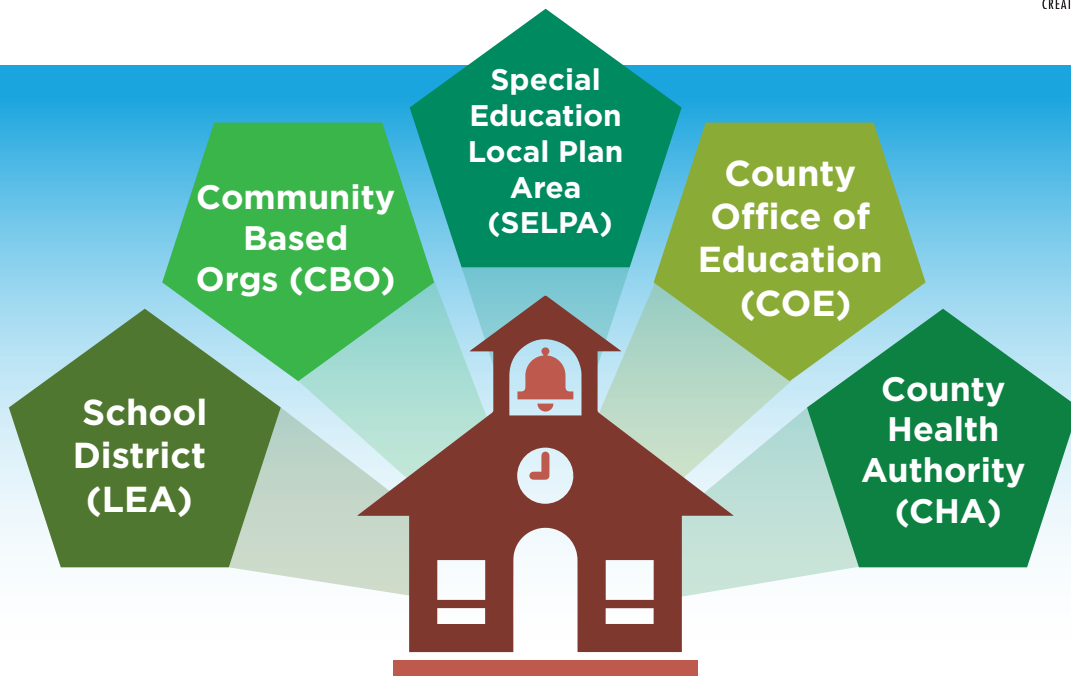 CREAT
Special
Education
Local Plan
Area
(SELPA)
Community
Based
Orgs (CBO)
County
Office of
Education
(COE)
School
District
(LEA)
County
Health
Authority
(CHA)